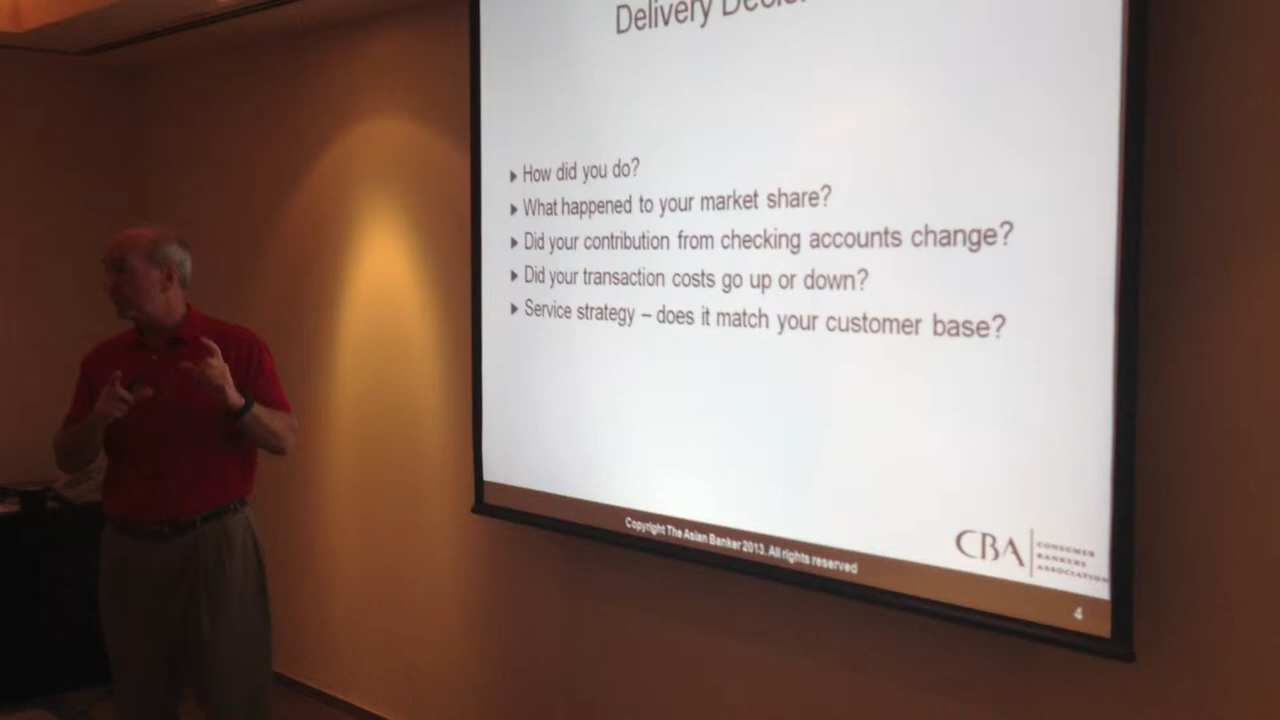 Delivery
▶ How did you do?
▶ What happened to your market share?
▶ Did your contribution from checking accounts change?
▶ Did your transaction costs go up or down?
▶ Service strategy – does it match your customer base?
Copyright The Asian Banker 2013. All rights reserved
CBA
CONSUMER
BANKERS
ASSOCIATION
4